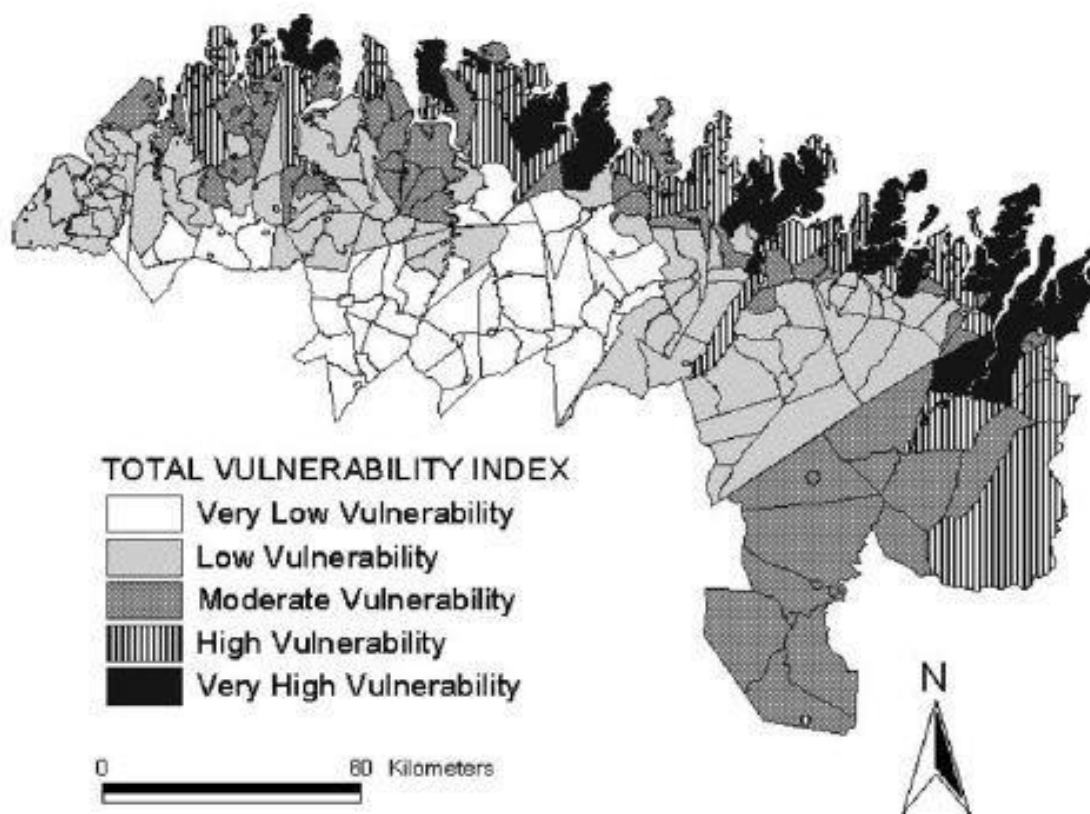 TOTAL VULNERABILITY INDEX
Very Low Vulnerability
Low Vulnerability
Moderate Vulnerability
High Vulnerability
Very High Vulnerability
N
0 60 Kilometers